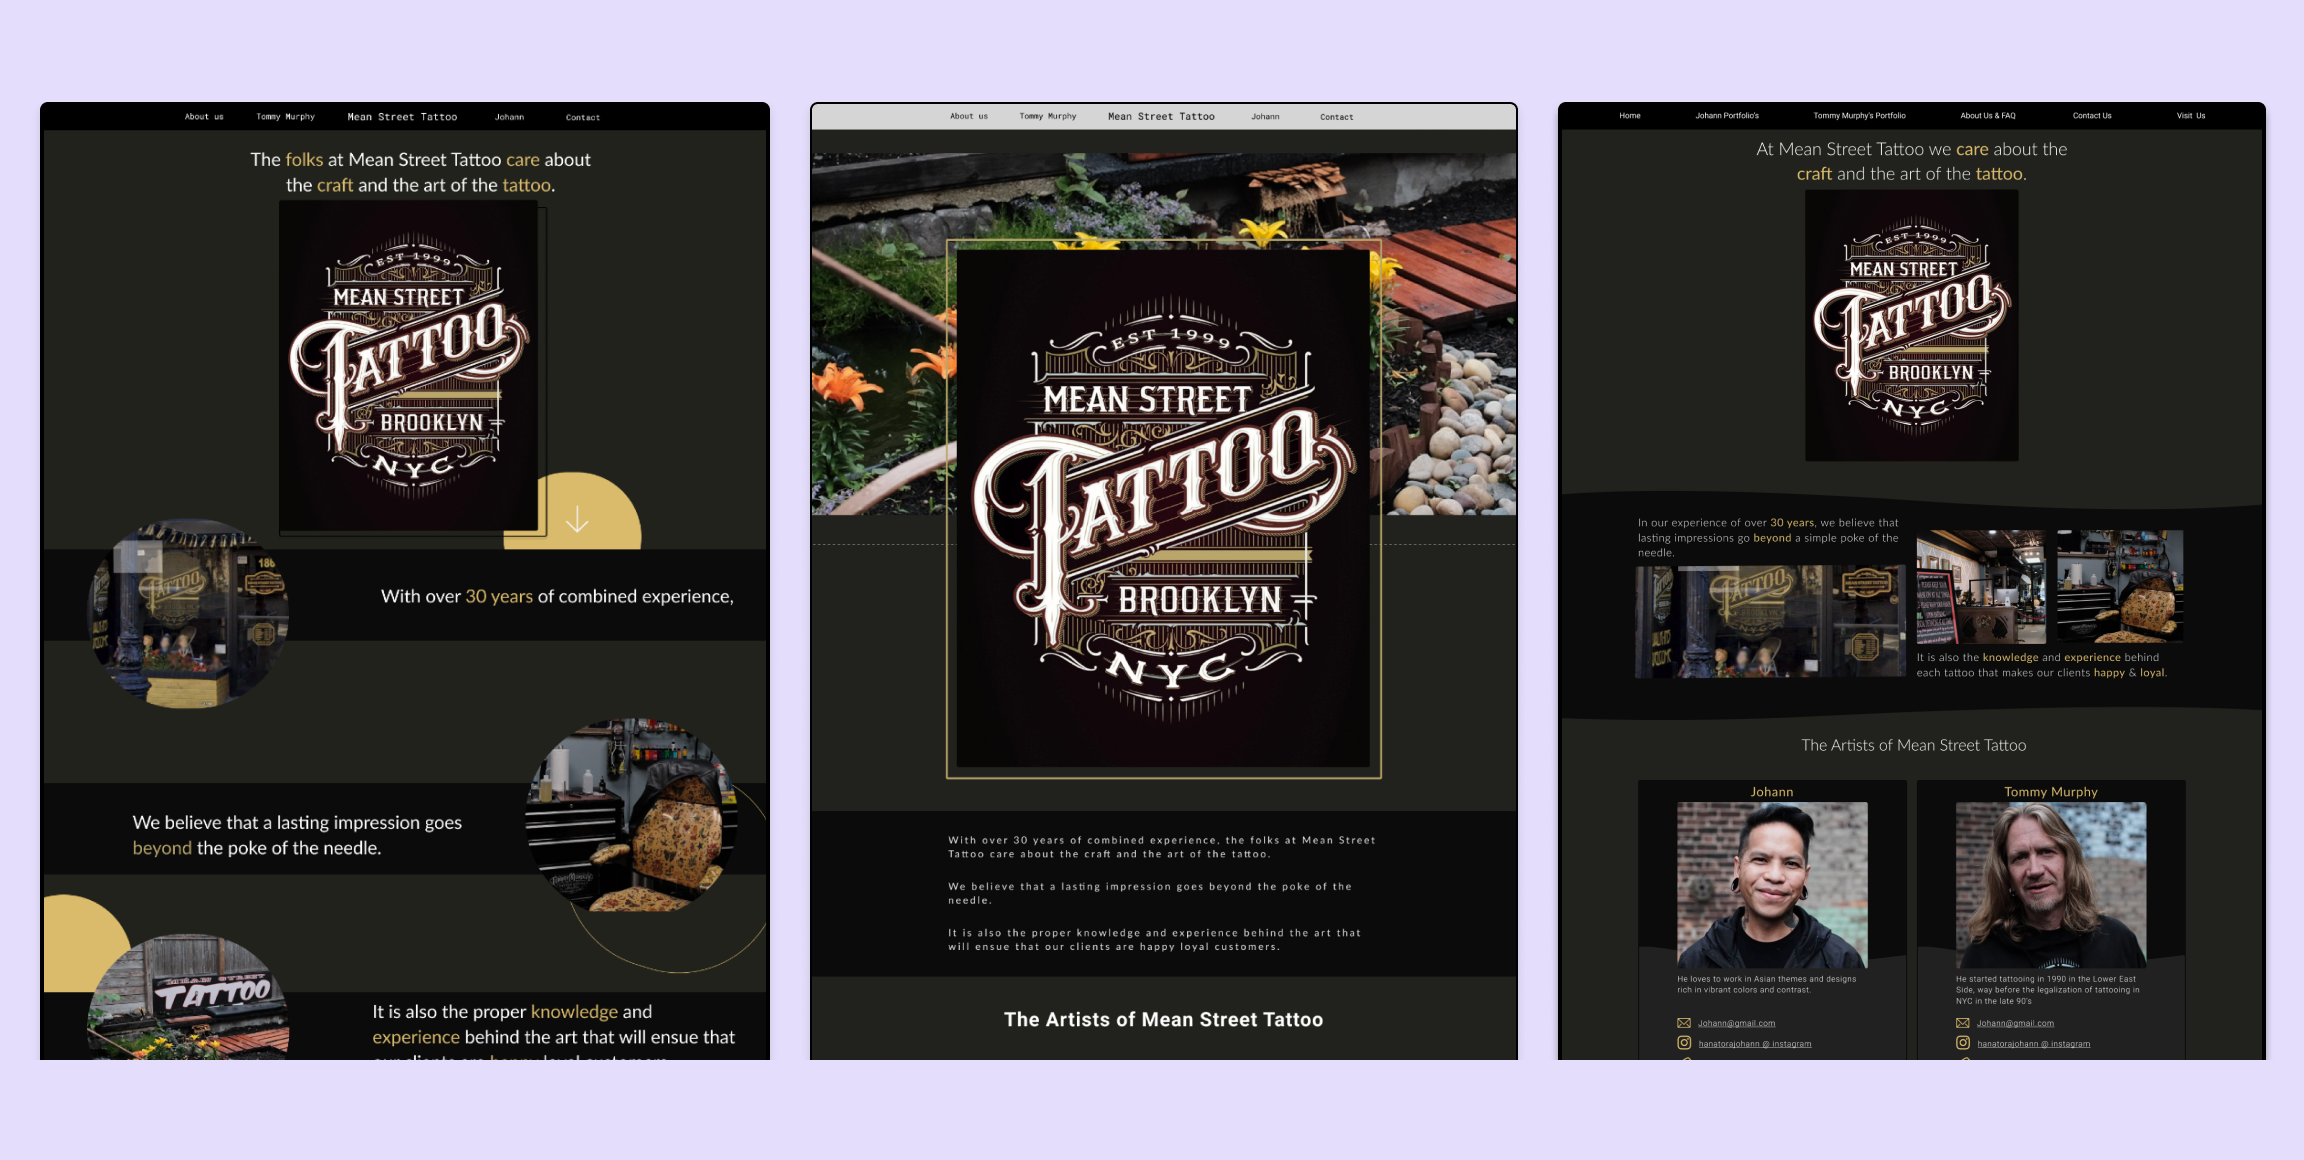 About us
Tommy Murphy
Mean Street Tattoo
Johann
Contact
The folks at Mean Street Tattoo care about
the craft and the art of the tattoo.
EST 1999
MEAN STREET
TATTOO
BROOKLYN
NYC
TATTOO
186
With over 30 years of combined experience,
We believe that a lasting impression goes
beyond the poke of the needle.
MEAN STREET
TATTOO
It is also the proper knowledge and
experience behind the art that will ensue that
our clients are happy loyal customers
About us
Tommy Murphy
Mean Street Tattoo
Johann
Contact
EST 1999
MEAN STREET
TATTOO
BROOKLYN
NYC
With over 30 years of combined experience, the folks at Mean Street
Tattoo care about the craft and the art of the tattoo.
We believe that a lasting impression goes beyond the poke of the
needle.
It is also the proper knowledge and experience behind the art that
will ensue that our clients are happy loyal customers.
The Artists of Mean Street Tattoo
Home
Johann Portfolio's
Tommy Murphy's Portfolio
About Us & FAQ
Contact Us
Visit Us
At Mean Street Tattoo we care about the
craft and the art of the tattoo.
EST 1999
MEAN STREET
TATTOO
BROOKLYN
NYC
In our experience of over 30 years, we believe that
lasting impressions go beyond a simple poke of the
needle.
TATTOO
It is also the knowledge and experience behind
each tattoo that makes our clients happy & loyal.
The Artists of Mean Street Tattoo
Johann
He loves to work in Asian themes and designs
rich in vibrant colors and contrast.
Johann@gmail.com
hanatorajohann @ instagram
Tommy Murphy
He started tattooing in 1990 in the Lower East
Side, way before the legalization of tattooing in
NYC in the late 90's
Johann@gmail.com
hanatorajohann @ instagram